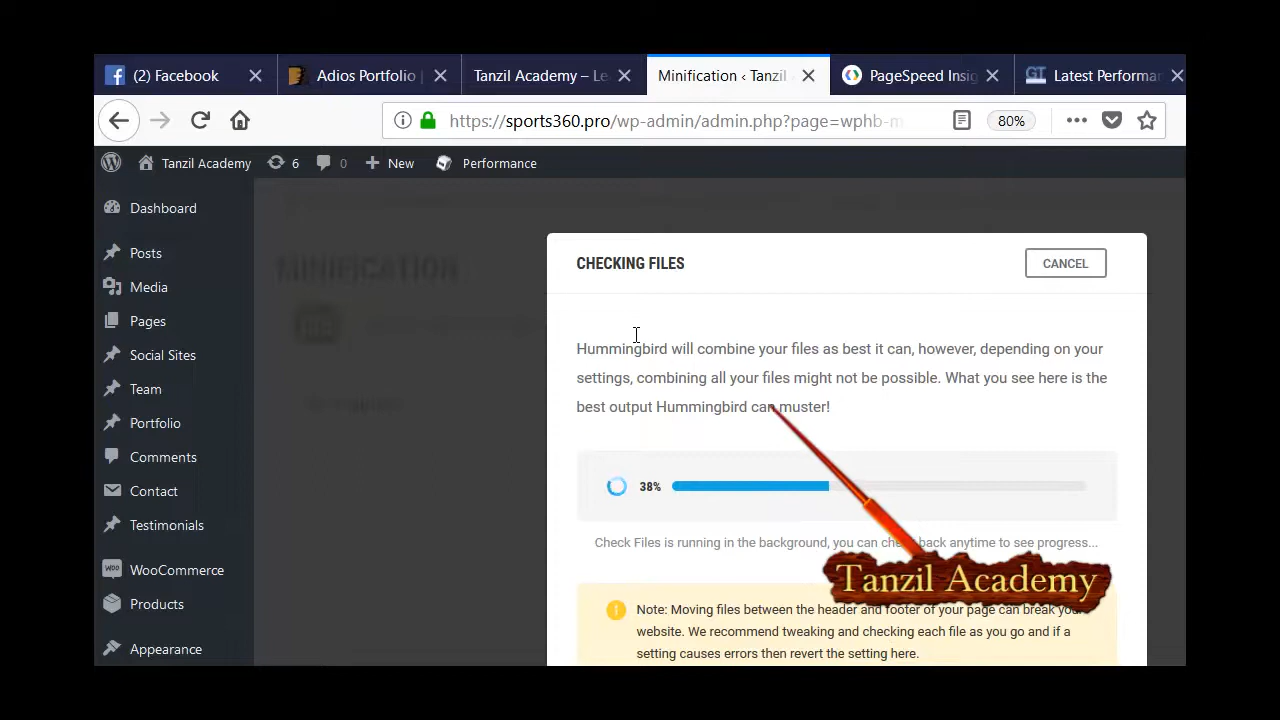 (2) Facebook
Adios Portfolio
Tanzil Academy – Le
Minification ‹ Tanzil
PageSpeed Insig
GT
Latest Performan
https://sports360.pro/wp-admin/admin.php?page=wphb-m
80%
Tanzil Academy
6
0
New
Performance
Dashboard
Posts
Media
Pages
Social Sites
Team
Portfolio
Comments
Contact
Testimonials
WooCommerce
Products
Appearance
MINIFICATION
CHECKING FILES
CANCEL
Hummingbird will combine your files as best it can, however, depending on your
settings, combining all your files might not be possible. What you see here is the
best output Hummingbird can muster!
38%
Check Files is running in the background, you can check back anytime to see progress...
Tanzil Academy
Note: Moving files between the header and footer of your page can break your
website. We recommend tweaking and checking each file as you go and if a
setting causes errors then revert the setting here.